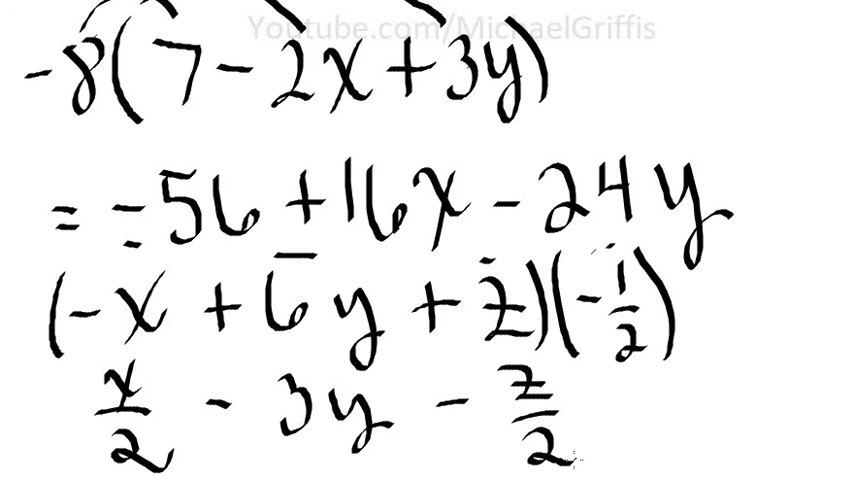 Youtube.com/MichaelGriffis
-8(7-2x+3y)
= -56+16x-24y
(-x+6y+z)(-1/2)
x/2 - 3y - z/2